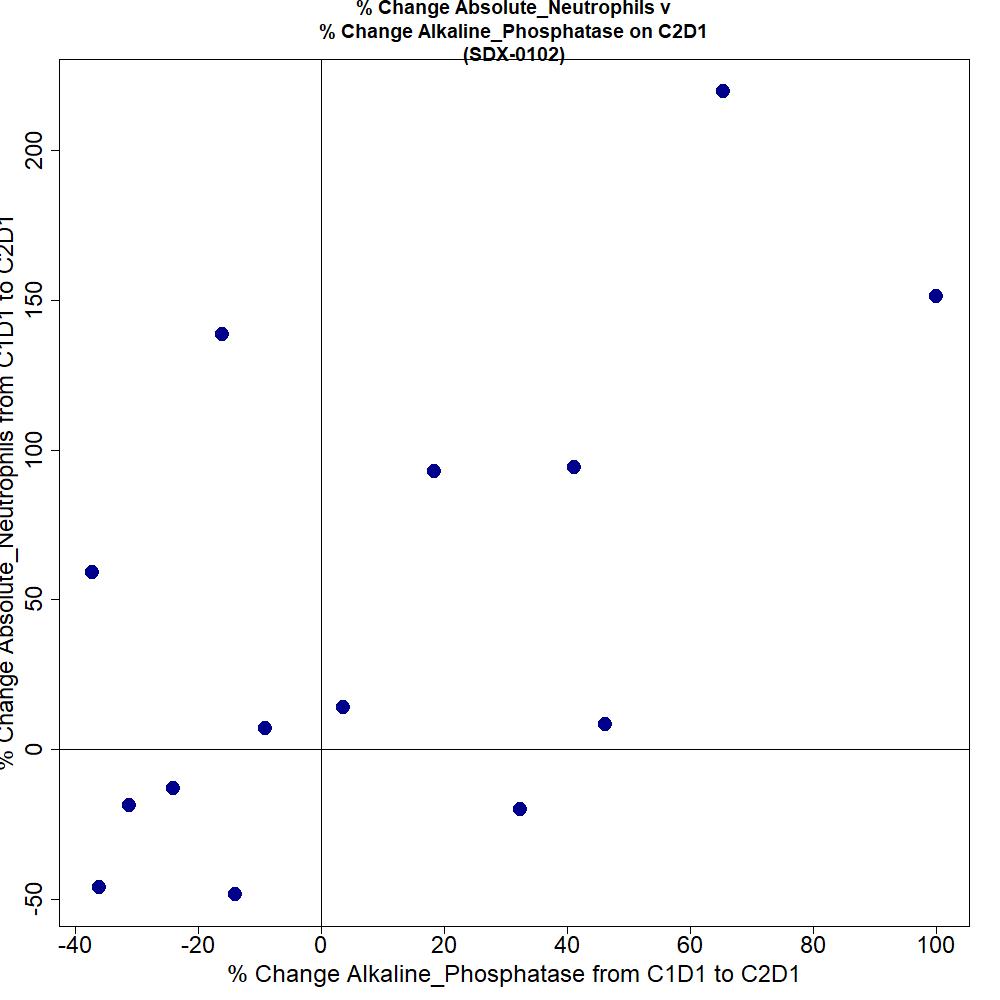 % Change Absolute_Neutrophils v
% Change Alkaline_Phosphatase on C2D1
(SDX-0102)
% Change Absolute_Neutrophils from C1D1 to C2D1
200
150
100
50
0
-50
-40 -20 0 20 40 60 80 100
% Change Alkaline_Phosphatase from C1D1 to C2D1